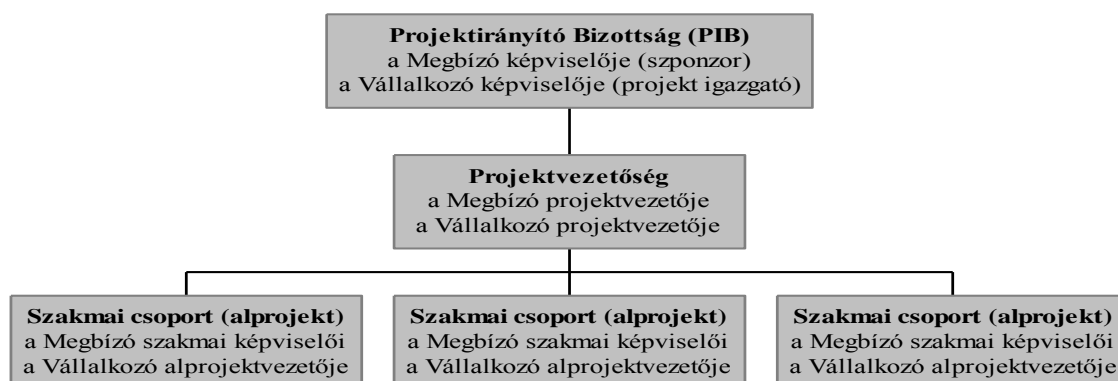 Projektirányító Bizottság (PIB)
a Megbízó képviselője (szponzor)
a Vállalkozó képviselője (projekt igazgató)
Projektvezetőség
a Megbízó projektvezetője
a Vállalkozó projektvezetője
Szakmai csoport (alprojekt)
a Megbízó szakmai képviselői
a Vállalkozó alprojektvezetője
Szakmai csoport (alprojekt)
a Megbízó szakmai képviselői
a Vállalkozó alprojektvezetője
Szakmai csoport (alprojekt)
a Megbízó szakmai képviselői
a Vállalkozó alprojektvezetője